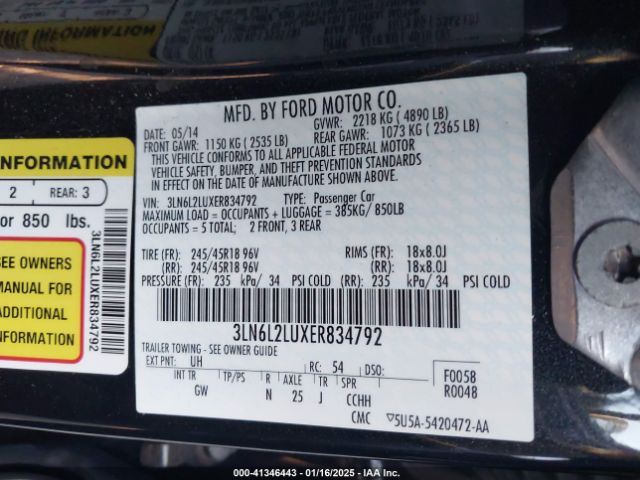 MFD. BY FORD MOTOR CO.
DATE: 05/14 GVWR: 2218 KG ( 4890 LB)
FRONT GAWR: 1150 KG ( 2535 LB) REAR GAWR: 1073 KG ( 2365 LB)
THIS VEHICLE CONFORMS TO ALL APPLICABLE FEDERAL MOTOR
VEHICLE SAFETY, BUMPER, AND THEFT PREVENTION STANDARDS
IN EFFECT ON THE DATE OF MANUFACTURE SHOWN ABOVE.
VIN: 3LN6L2LUXER834792 TYPE: Passenger Car
MAXIMUM LOAD = OCCUPANTS + LUGGAGE = 385KG/ 850LB
OCCUPANTS = 5 TOTAL; 2 FRONT, 3 REAR
TIRE (FR): 245/45R18 96V RIMS (FR): 18x8.0J
(RR): 245/45R18 96V (RR): 18x8.0J
PRESSURE (FR): 235 kPa/ 34 PSI COLD (RR): 235 kPa/ 34 PSI COLD
3LN6L2LUXER834792
TRAILER TOWING - SEE OWNER GUIDE
EXT PNT: UH RC: 54 DSO:
F005B
R004B
INT TR TP/PS R AXLE TR SPR
GW N 25 J CCHH
CMC 5U5A-5420472-AA
INFORMATION
2 REAR: 3
or 850 lbs.
SEE OWNERS
MANUAL FOR
ADDITIONAL
INFORMATION
3LN6L2LUXER834792
000-41346443 - 01/16/2025 - IAA Inc.